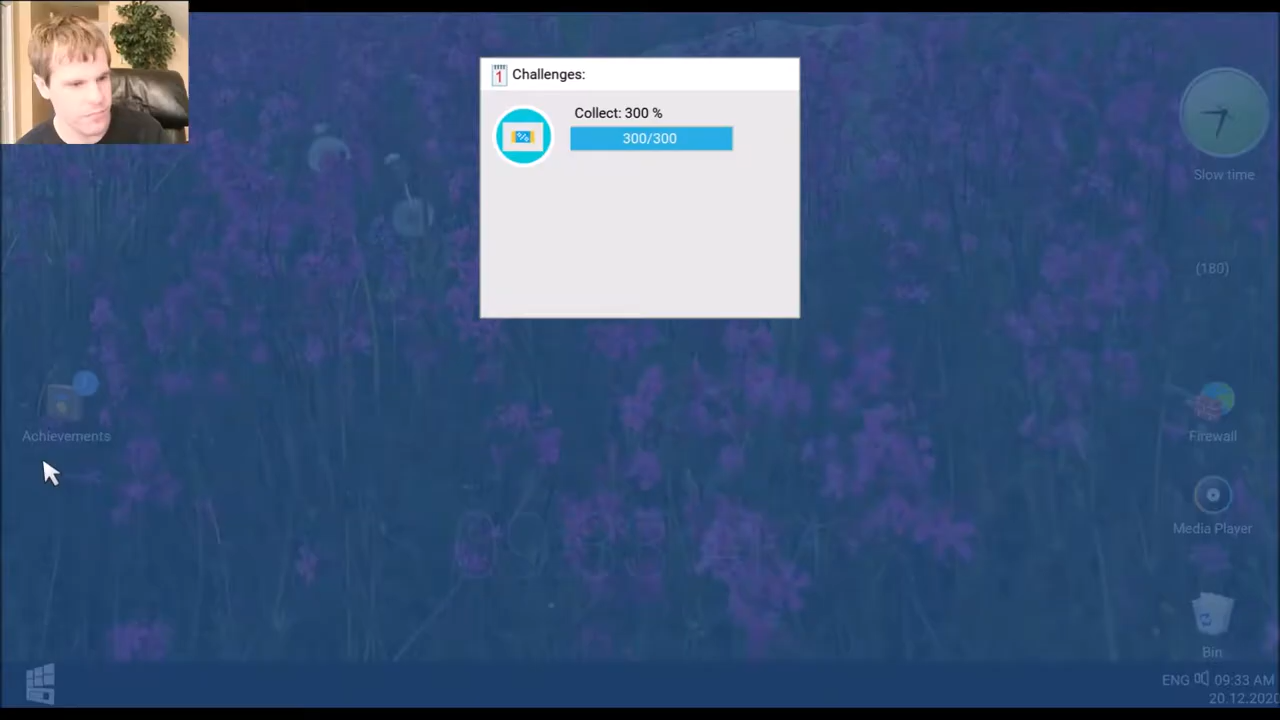 Challenges:
Collect: 300 %
300/300
Slow time
(180)
Achievements
Firewall
Media Player
Bin
ENG 09:33 AM
20.12.2020